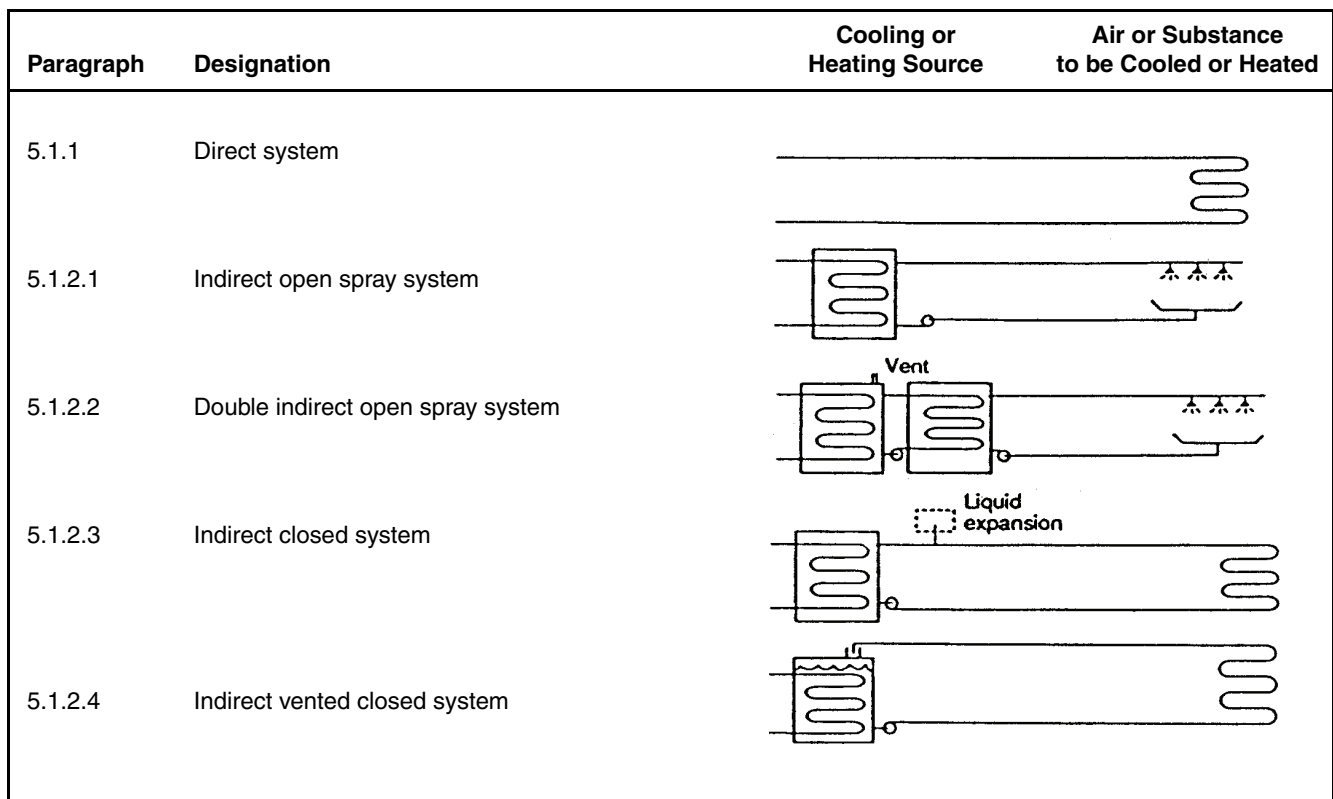 Paragraph Designation Cooling or Heating Source Air or Substance to be Cooled or Heated
5.1.1 Direct system
5.1.2.1 Indirect open spray system
Vent
5.1.2.2 Double indirect open spray system
Liquid
expansion
5.1.2.3 Indirect closed system
5.1.2.4 Indirect vented closed system